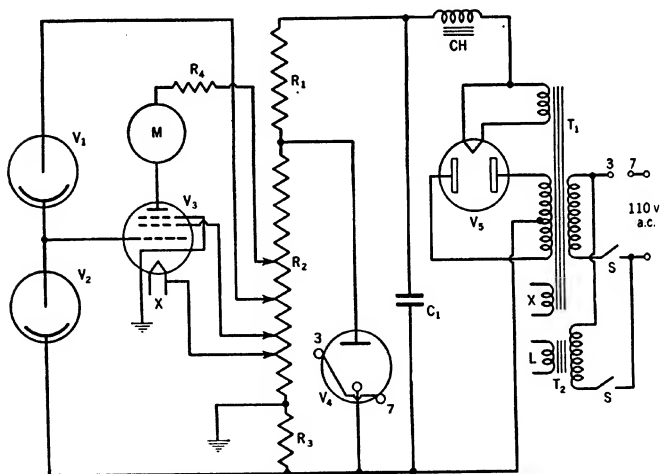 CH
R₁
R₄
M
V₁
V₃
T₁
3 7
110 v
a.c.
V₅
S
R₂
V₂
X
X
C₁
3
V₄
7
L
T₂
S
R₃